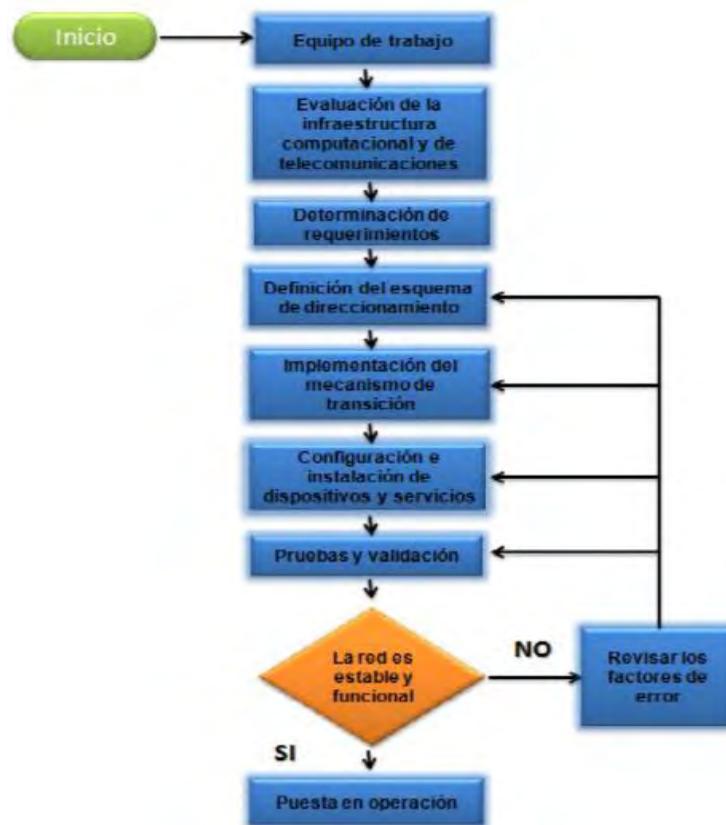 Inicio
Equipo de trabajo
Evaluación de la
infraestructura
computacional y de
telecomunicaciones
Determinación de
requerimientos
Definición del esquema
de direccionamiento
Implementación del
mecanismo de
transición
Configuración e
instalación de
dispositivos y servicios
Pruebas y validación
La red es
estable y
funcional
NO
Revisar los
factores de
error
SI
Puesta en operación